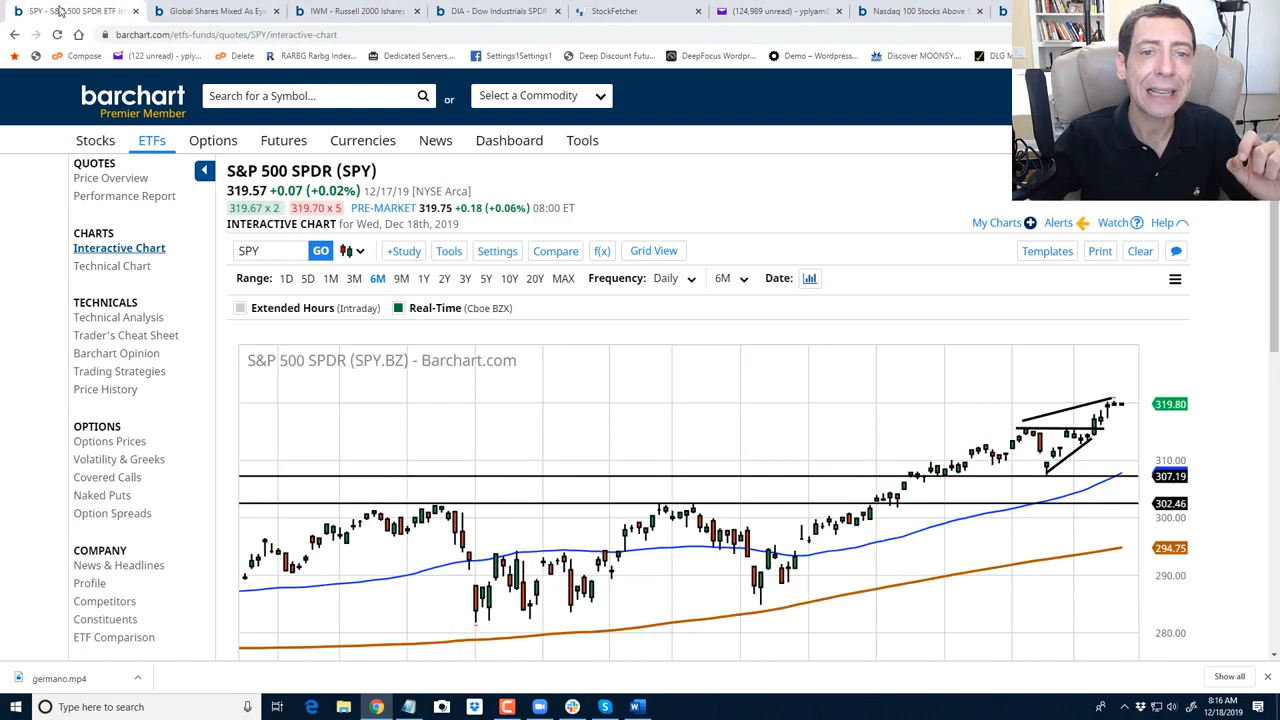 SPY - S&P 500 SPDR ETF In
Global Shares Mixed As Eye
IWM - Russell 2000 Ishares
DIA - Dow Industrials SPDR
StockFetcher
(124,989 unread) - yplyam@
Nasdaq 100 Stocks - Barcha
barchart.com/etfs-funds/quotes/SPY/interactive-chart
Compose
(122 unread) - yply...
Delete
RARBG Rarbg Index...
Dedicated Servers,...
Settings1Settings1
Deep Discount Futu...
DeepFocus Wordpr...
Demo – Wordpress...
Discover MOONSY...
DLG M
barchart
Premier Member
Search for a Symbol...
or
Select a Commodity
Stocks ETFs Options Futures Currencies News Dashboard Tools
QUOTES
Price Overview
Performance Report
CHARTS
Interactive Chart
Technical Chart
TECHNICALS
Technical Analysis
Trader's Cheat Sheet
Barchart Opinion
Trading Strategies
Price History
OPTIONS
Options Prices
Volatility & Greeks
Covered Calls
Naked Puts
Option Spreads
COMPANY
News & Headlines
Profile
Competitors
Constituents
ETF Comparison
S&P 500 SPDR (SPY)
319.57 +0.07 (+0.02%) 12/17/19 [NYSE Arca]
319.67 x 2 319.70 x 5 PRE-MARKET 319.75 +0.18 (+0.06%) 08:00 ET
INTERACTIVE CHART for Wed, Dec 18th, 2019
My Charts Alerts Watch Help
SPY GO +Study Tools Settings Compare f(x) Grid View Templates Print Clear
Range: 1D 5D 1M 3M 6M 9M 1Y 2Y 3Y 5Y 10Y 20Y MAX Frequency: Daily 6M Date:
Extended Hours (Intraday) Real-Time (Cboe BZX)
S&P 500 SPDR (SPY.BZ) - Barchart.com
319.80
310.00
307.19
302.46
300.00
294.75
290.00
280.00
germano.mp4
Show all
Type here to search
8:16 AM
12/18/2019